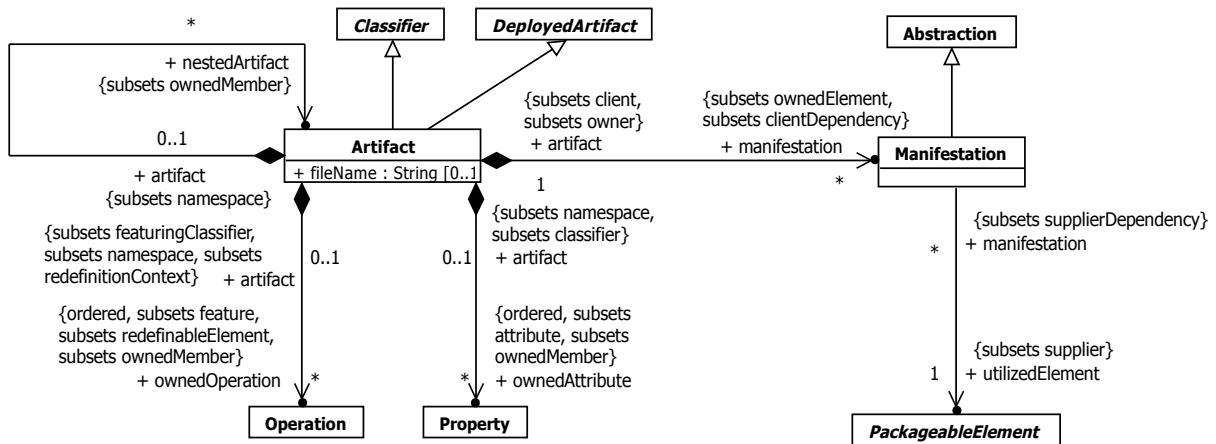 Classifier
DeployedArtifact
Abstraction
*
+ nestedArtifact
{subsets ownedMember}
0..1
+ artifact
{subsets namespace}
Artifact
+ fileName : String [0..1
{subsets client,
subsets owner}
+ artifact
1
{subsets ownedElement,
subsets clientDependency}
+ manifestation
*
Manifestation
{subsets featuringClassifier,
subsets namespace, subsets
redefinitionContext}
+ artifact
0..1
{subsets namespace,
subsets classifier}
0..1
+ artifact
{subsets supplierDependency}
* + manifestation
{ordered, subsets feature,
subsets redefinableElement,
subsets ownedMember}
+ ownedOperation
*
{ordered, subsets
attribute, subsets
ownedMember}
* + ownedAttribute
{subsets supplier}
1 + utilizedElement
Operation
Property
PackageableElement